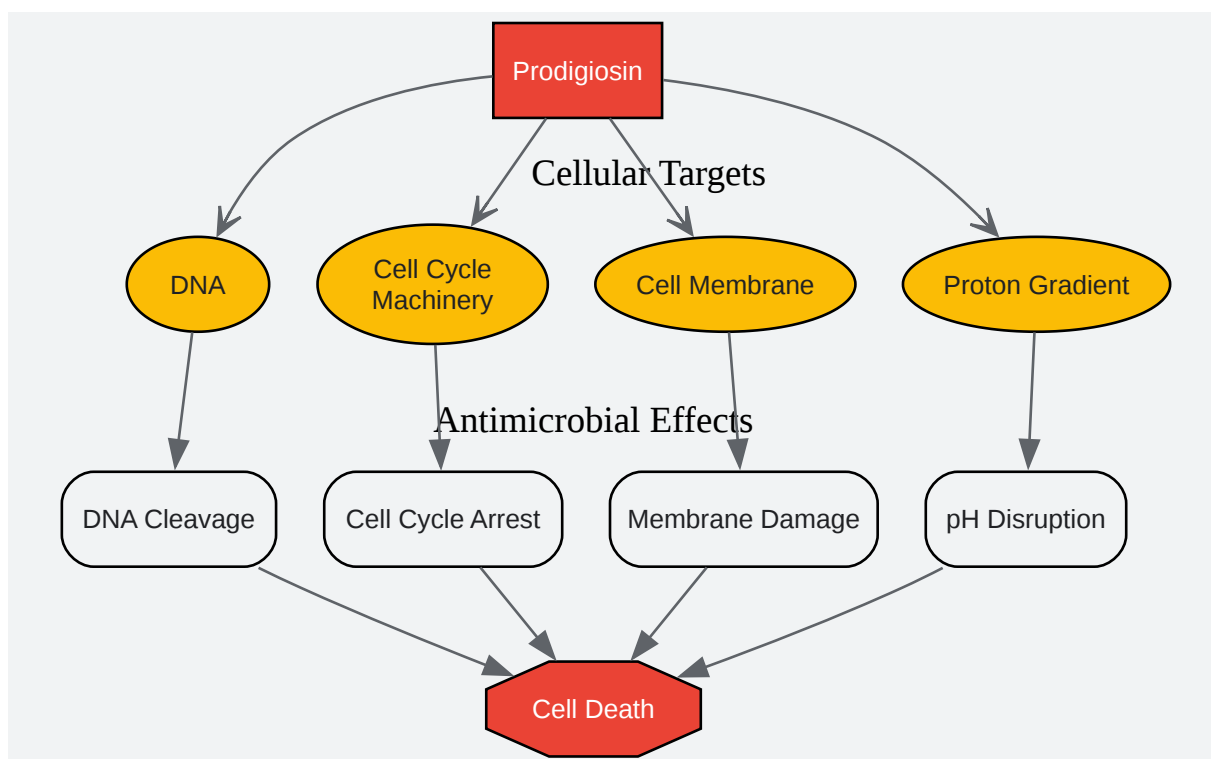 Prodigiosin
Cellular Targets
DNA
Cell Cycle
Machinery
Cell Membrane
Proton Gradient
Antimicrobial Effects
DNA Cleavage
Cell Cycle Arrest
Membrane Damage
pH Disruption
Cell Death